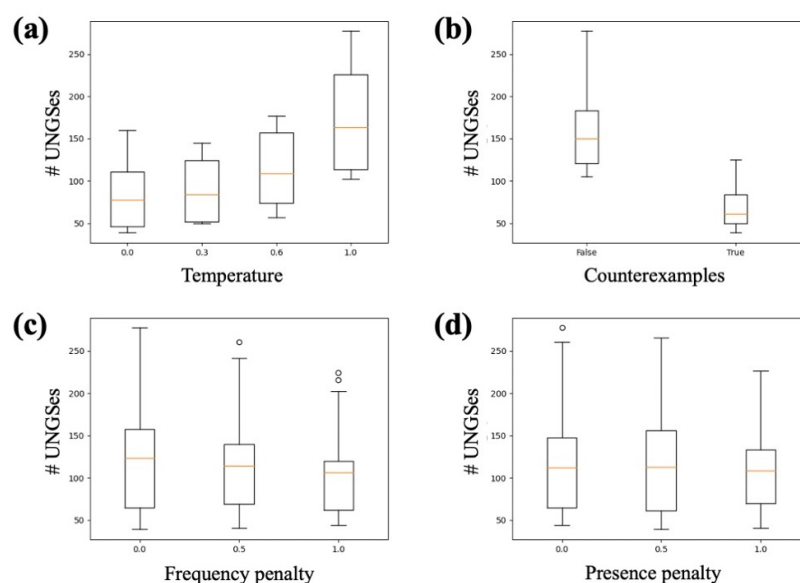 (a)
# UNGSes
250
200
150
100
50
0.0 0.3 0.6 1.0
Temperature
(b)
# UNGSes
250
200
150
100
50
False True
Counterexamples
(c)
# UNGSes
250
200
150
100
50
0.0 0.5 1.0
Frequency penalty
(d)
# UNGSes
250
200
150
100
50
0.0 0.5 1.0
Presence penalty